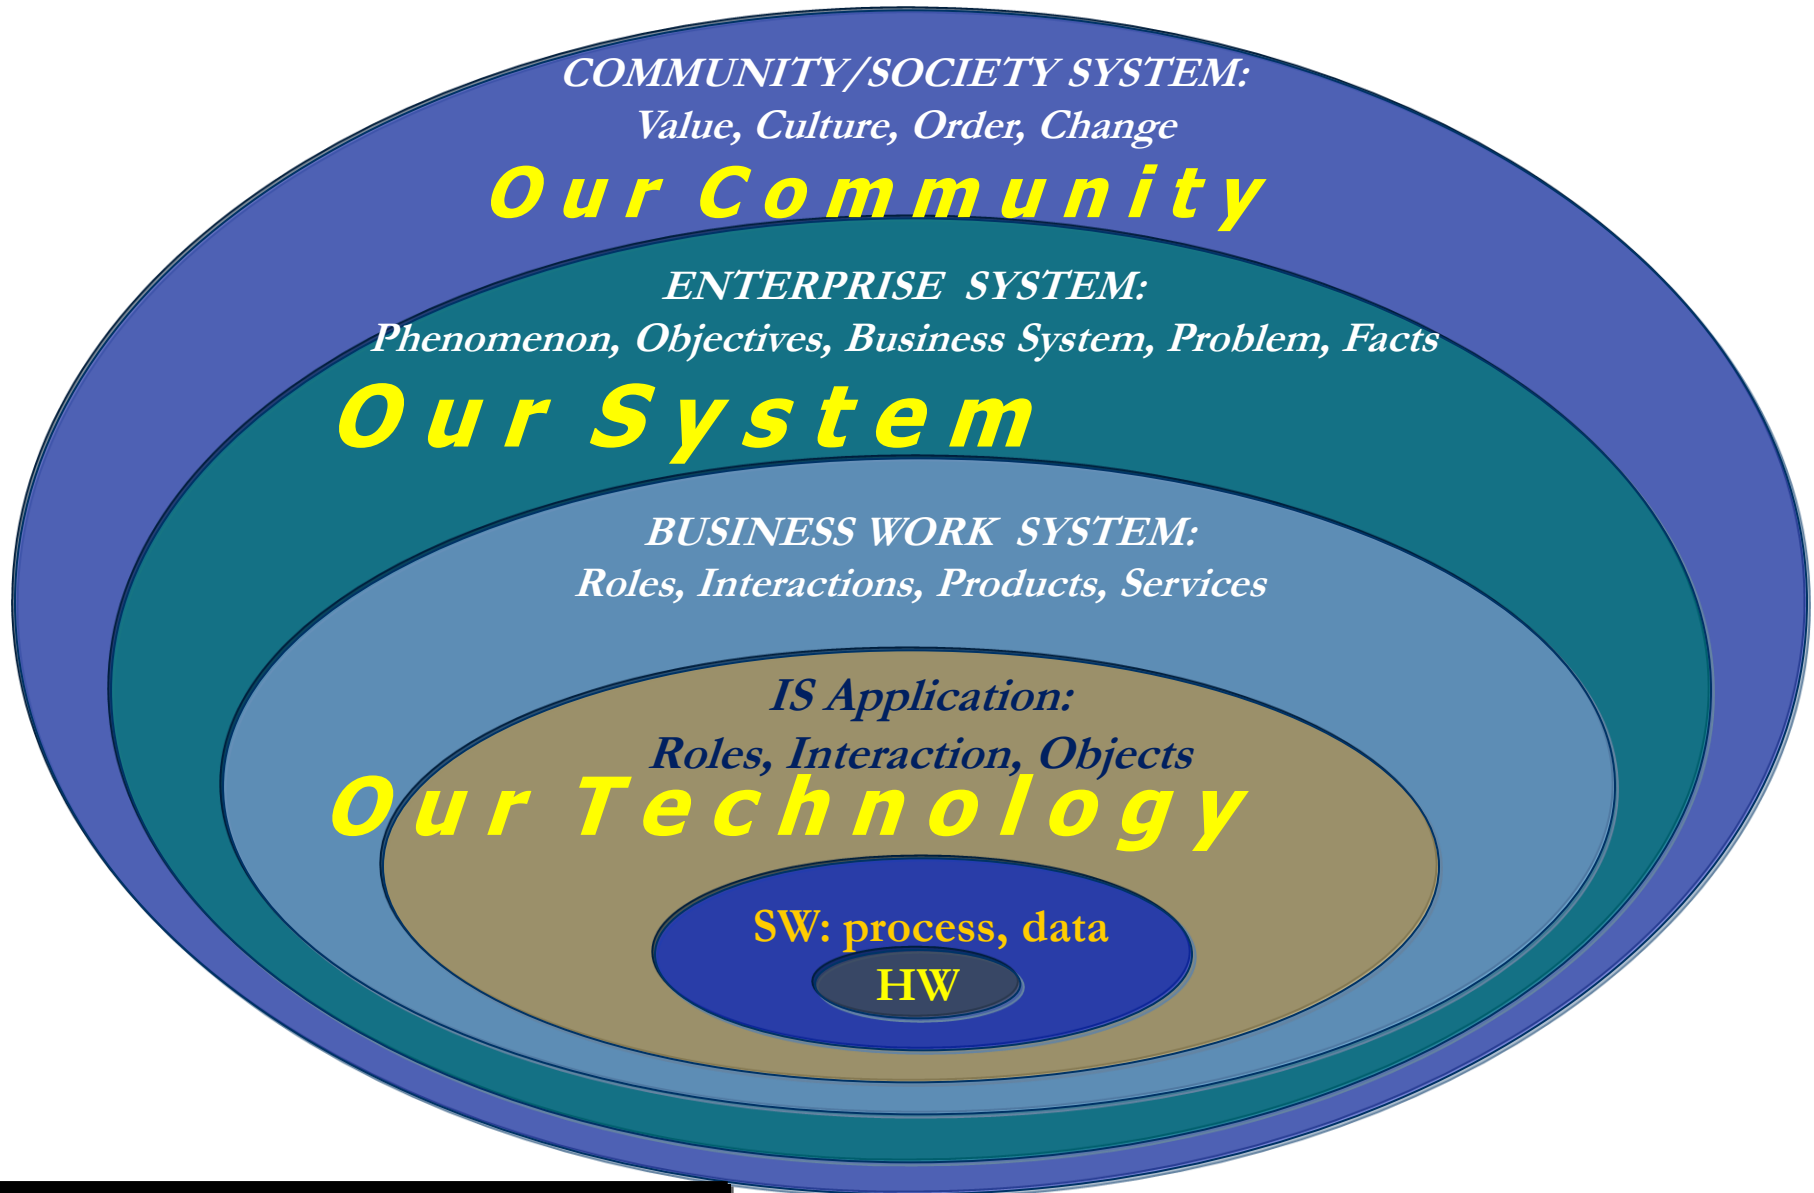 COMMUNITY/SOCIETY SYSTEM:
Value, Culture, Order, Change
Our Community
ENTERPRISE SYSTEM:
Phenomenon, Objectives, Business System, Problem, Facts
Our System
BUSINESS WORK SYSTEM:
Roles, Interactions, Products, Services
IS Application:
Roles, Interaction, Objects
Our Technology
SW: process, data
HW